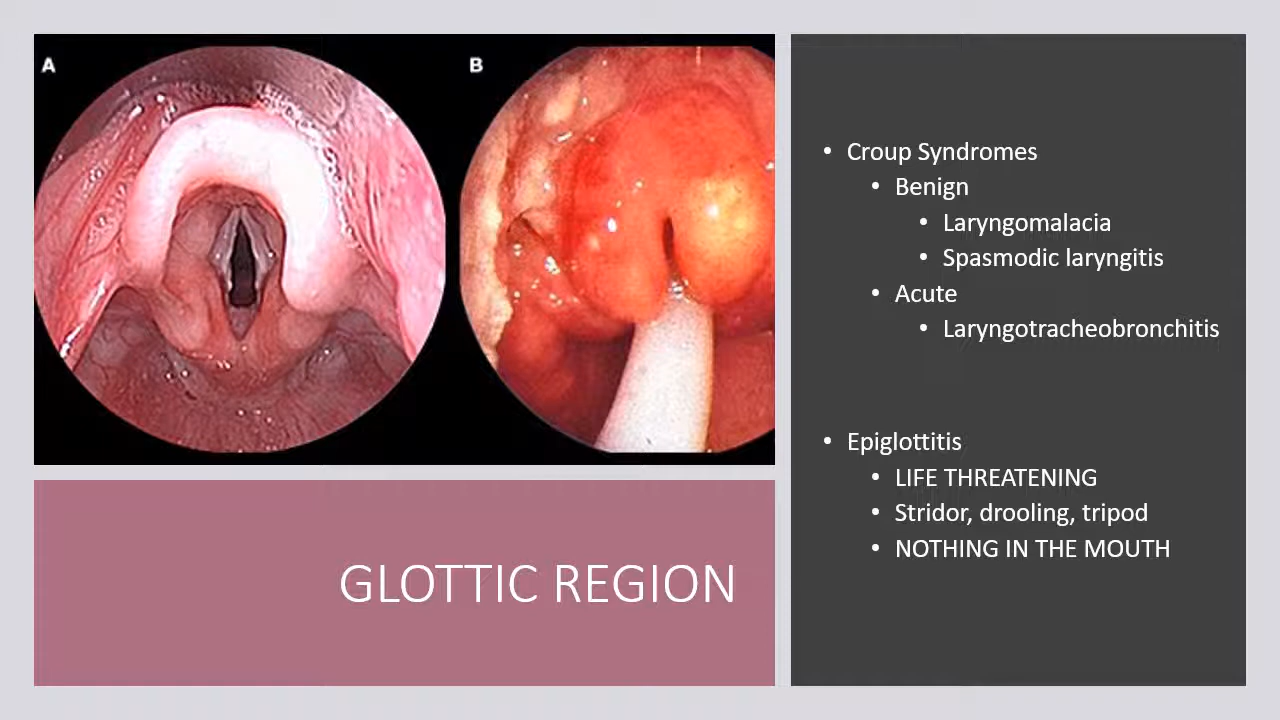 A
B
GLOTTIC REGION
• Croup Syndromes
• Benign
• Laryngomalacia
• Spasmodic laryngitis
• Acute
• Laryngotracheobronchitis
• Epiglottitis
• LIFE THREATENING
• Stridor, drooling, tripod
• NOTHING IN THE MOUTH